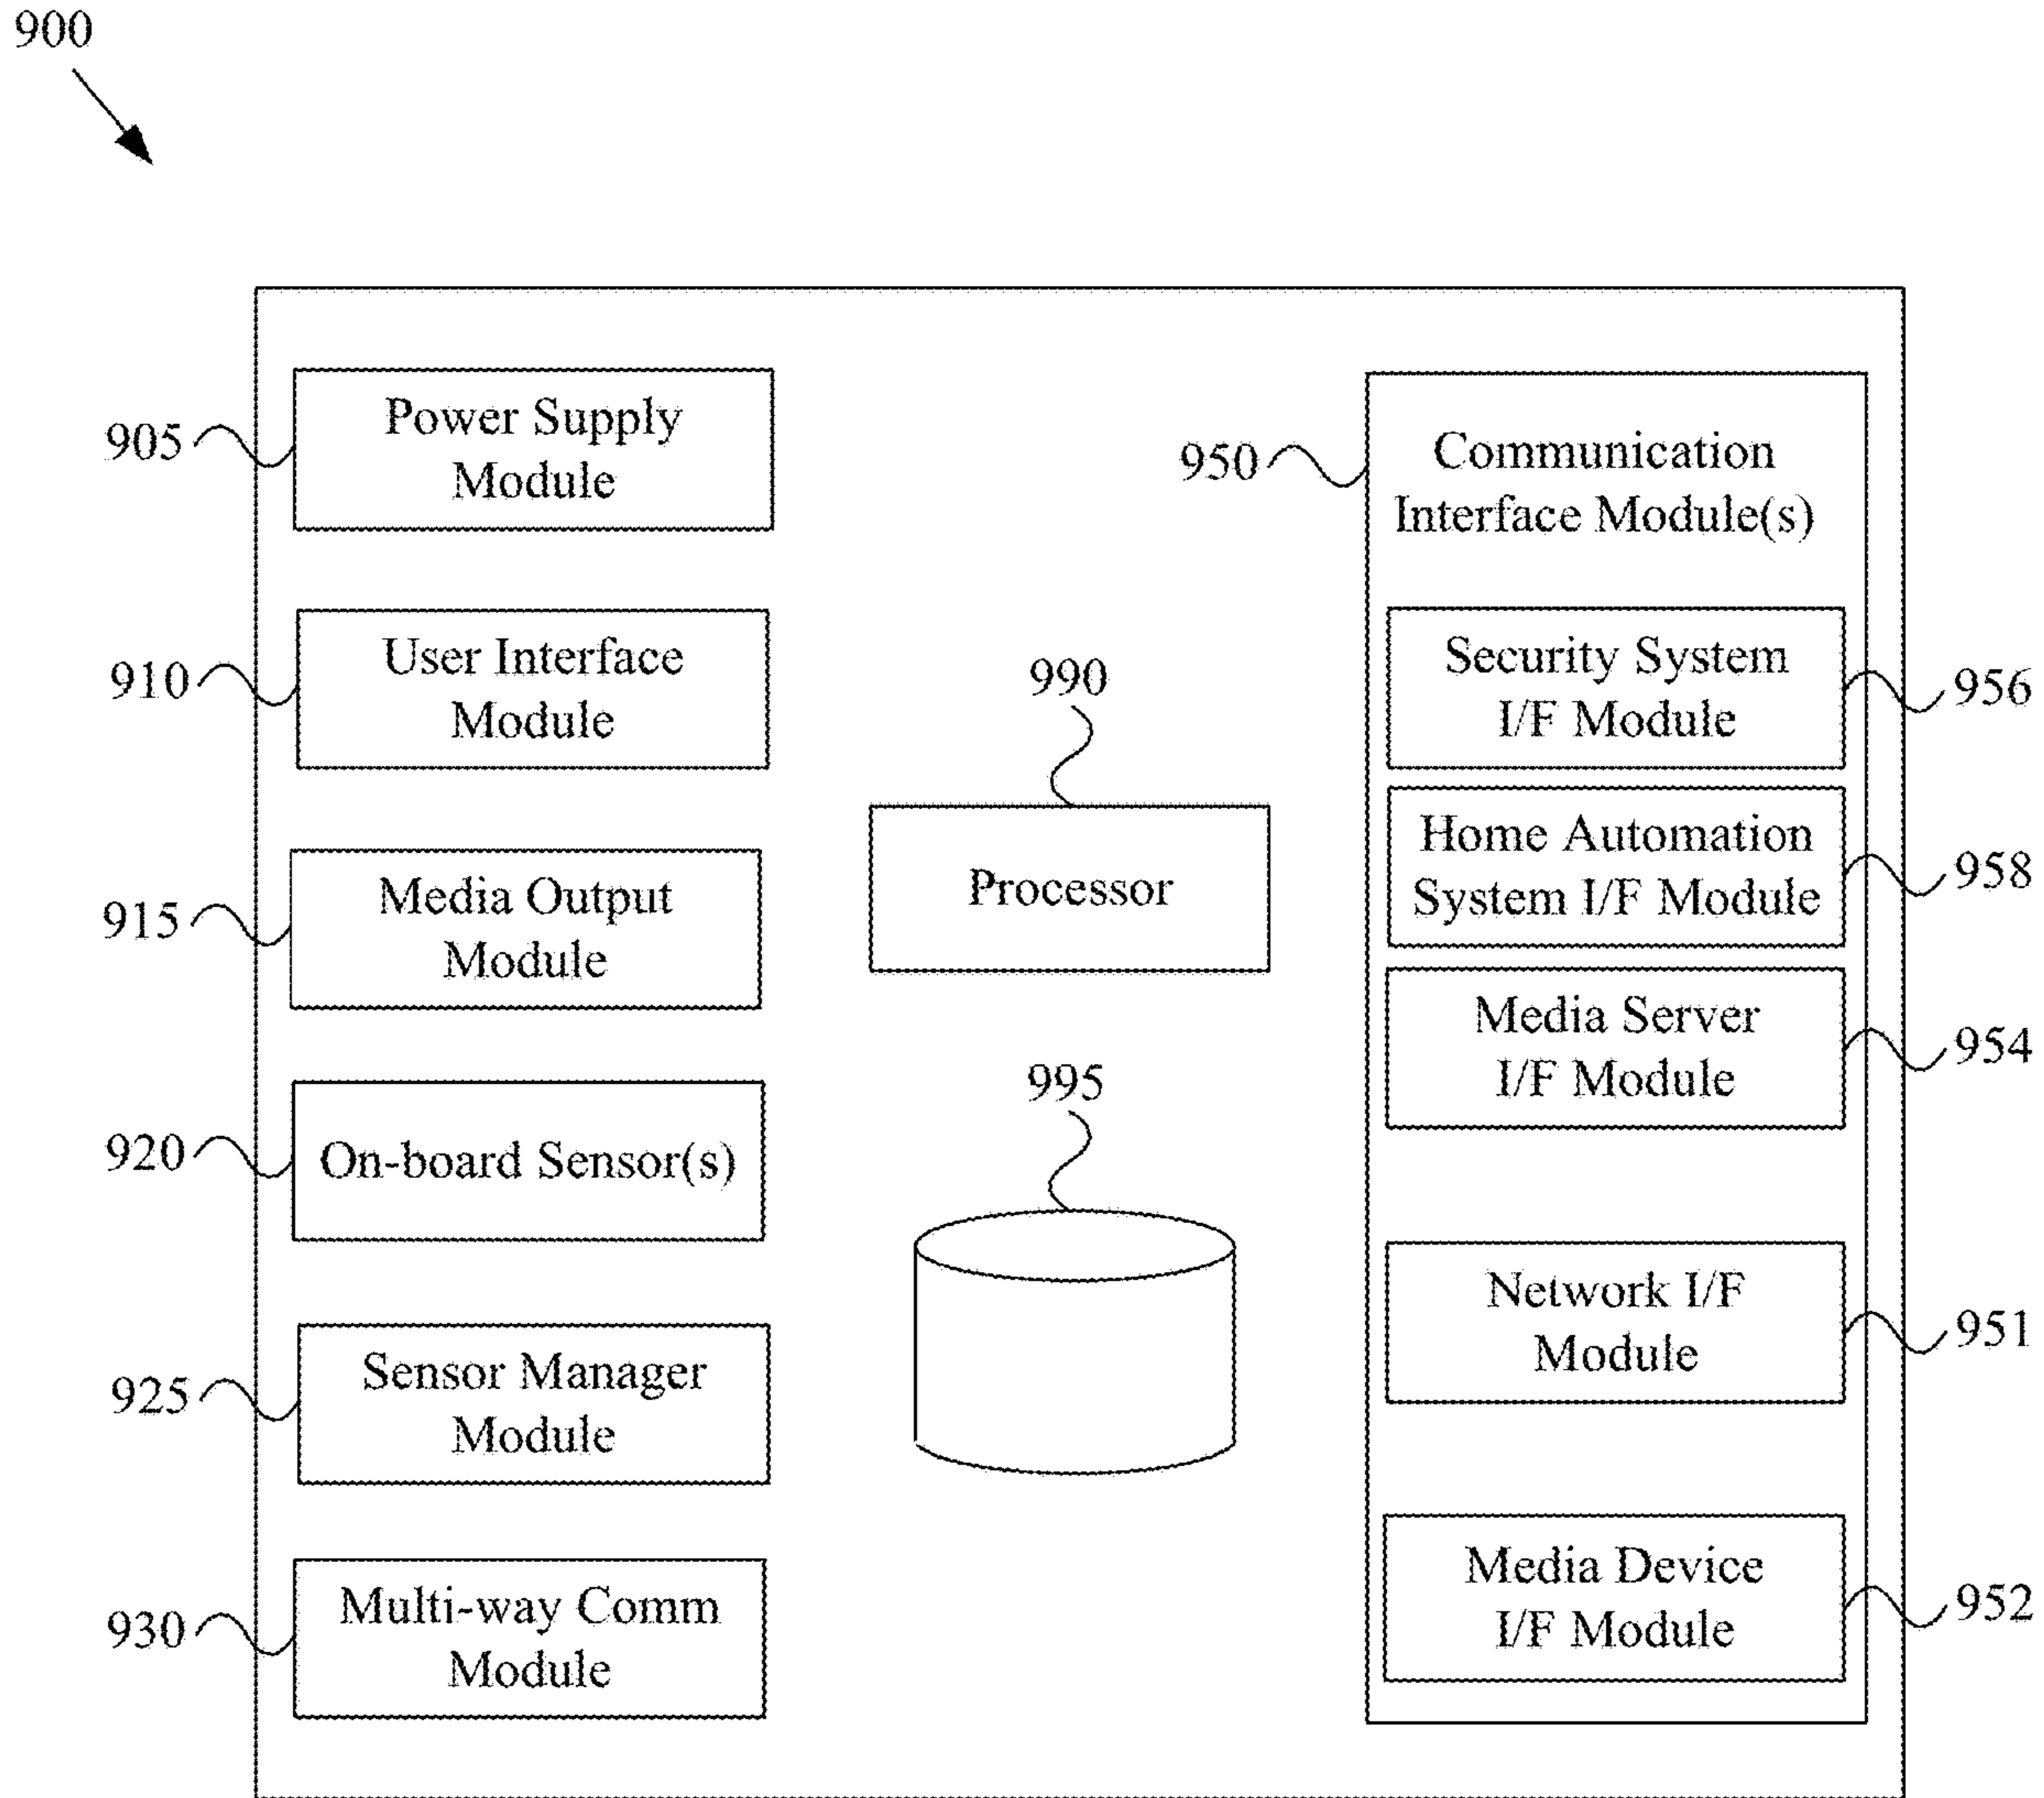 900
905
Power Supply
Module
910
User Interface
Module
915
Media Output
Module
920
On-board Sensor(s)
925
Sensor Manager
Module
930
Multi-way Comm
Module
990
Processor
995
950
Communication
Interface Module(s)
Security System
I/F Module
956
Home Automation
System I/F Module
958
Media Server
I/F Module
954
Network I/F
Module
951
Media Device
I/F Module
952